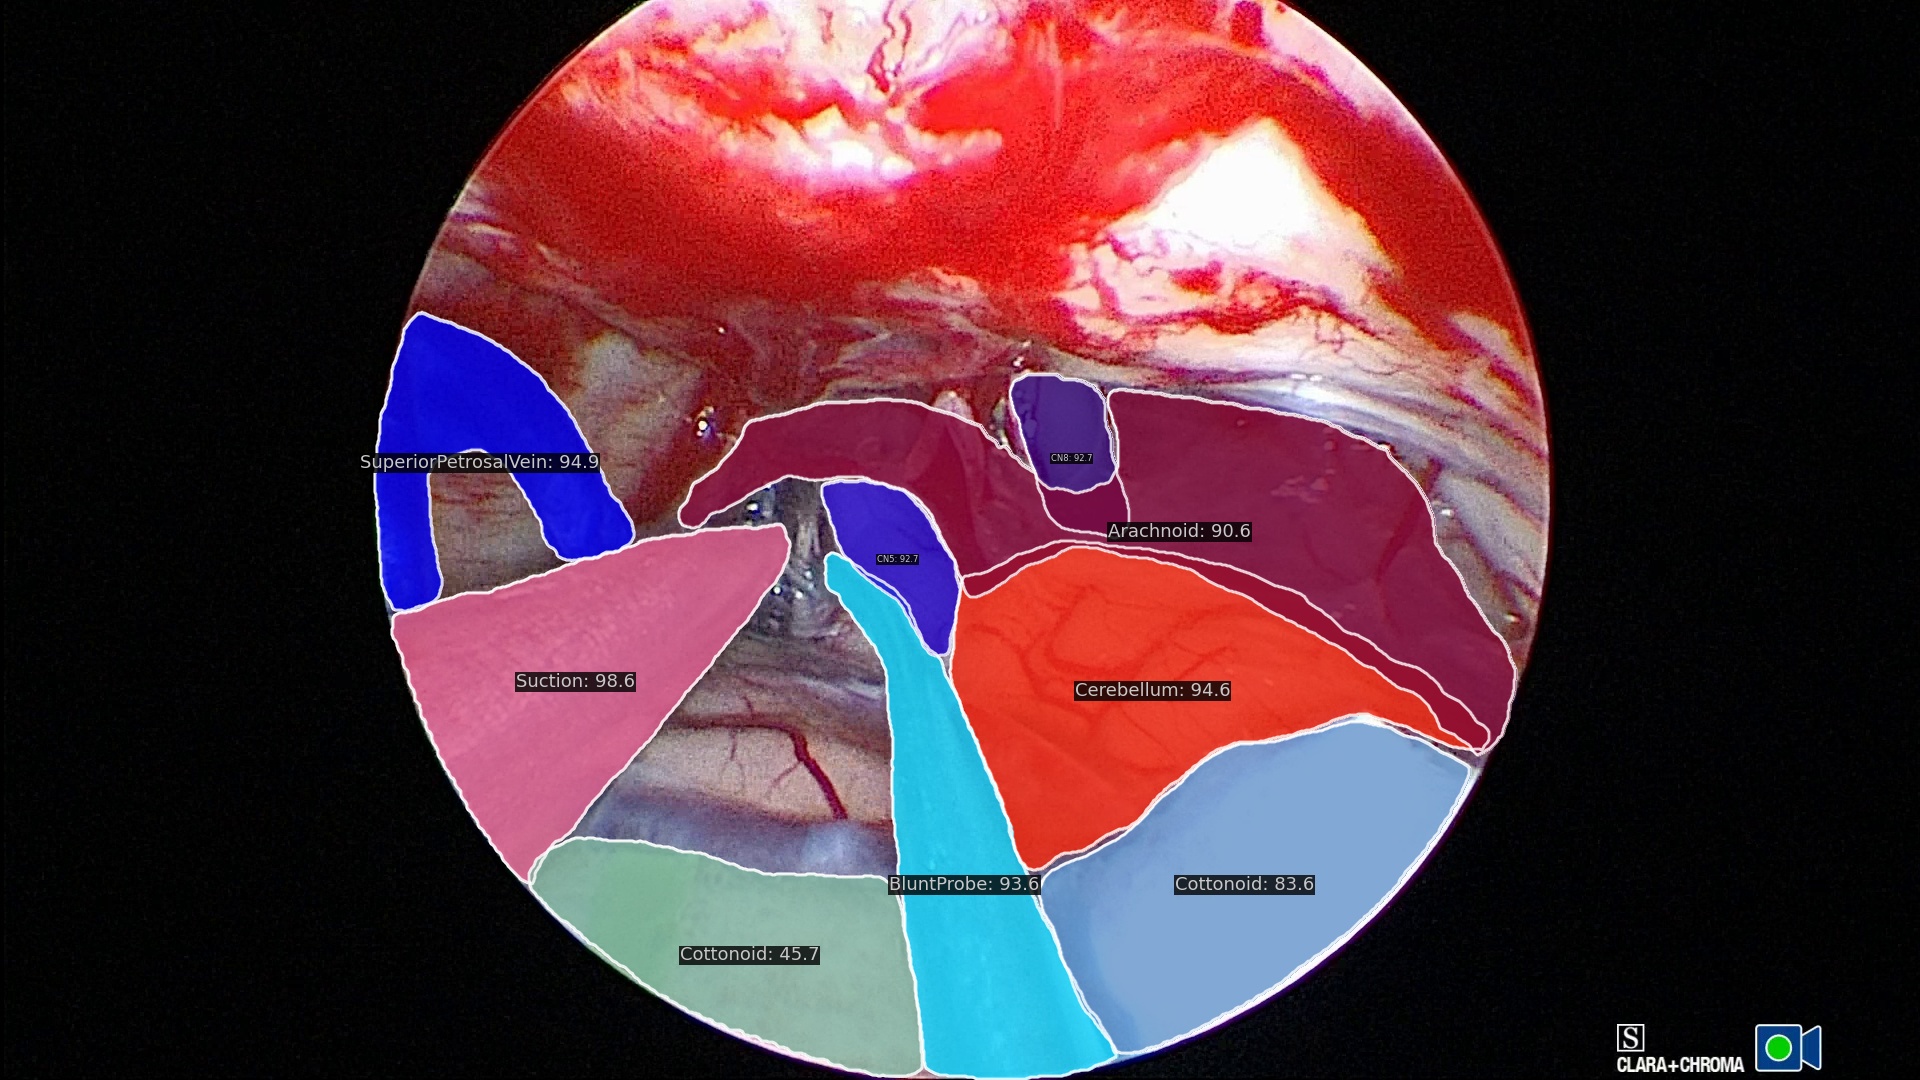 SuperiorPetrosalVein: 94.9
CN8: 92.7
Arachnoid: 90.6
CN5: 92.7
Suction: 98.6
Cerebellum: 94.6
BluntProbe: 93.6
Cottonoid: 83.6
Cottonoid: 45.7
S
CLARA+CHROMA